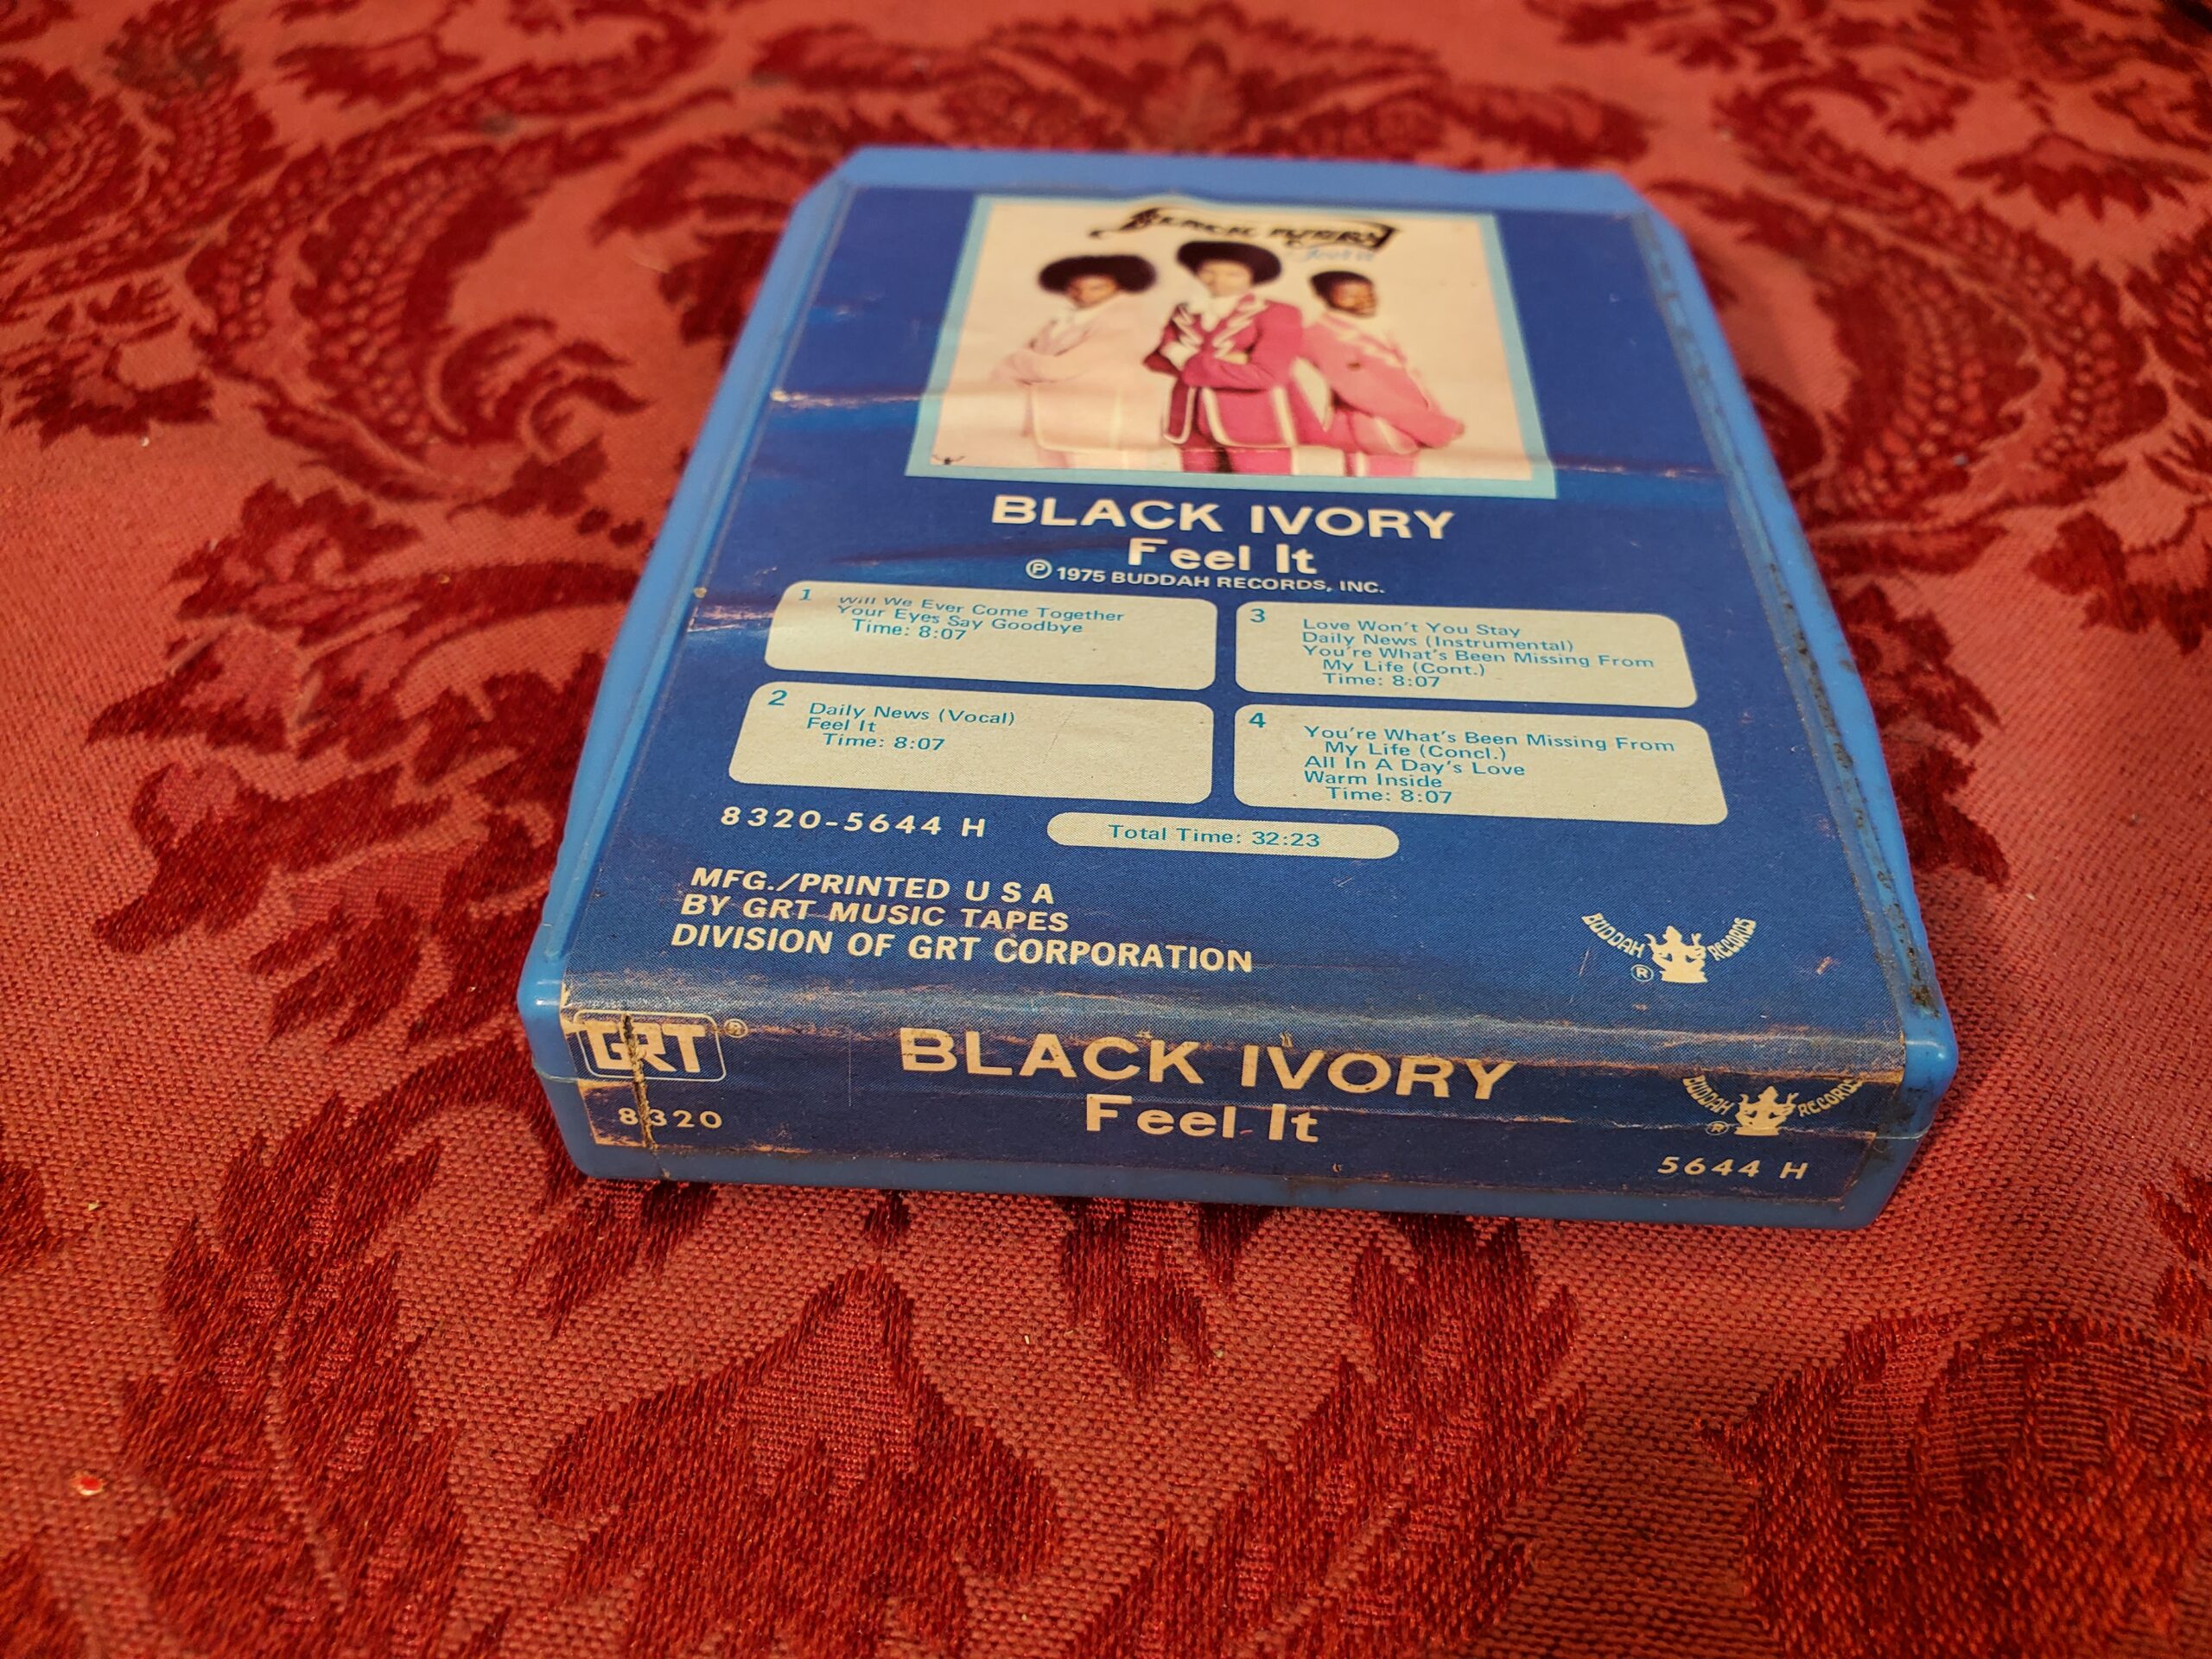 BLACK IVORY
feel it
BLACK IVORY
Feel It
Ⓟ 1975 BUDDAH RECORDS, INC.
1
Will We Ever Come Together
Your Eyes Say Goodbye
Time: 8:07
2
Daily News (Vocal)
Feel It
Time: 8:07
3
Love Won't You Stay
Daily News (Instrumental)
You're What's Been Missing From
My Life (Cont.)
Time: 8:07
4
You're What's Been Missing From
My Life (Concl.)
All In A Day's Love
Warm Inside
Time: 8:07
8320-5644 H
Total Time: 32:23
MFG./PRINTED U S A
BY GRT MUSIC TAPES
DIVISION OF GRT CORPORATION
BUDDAH RECORDS
®
GRT®
8320
BLACK IVORY
Feel It
BUDDAH RECORDS
®
5644 H